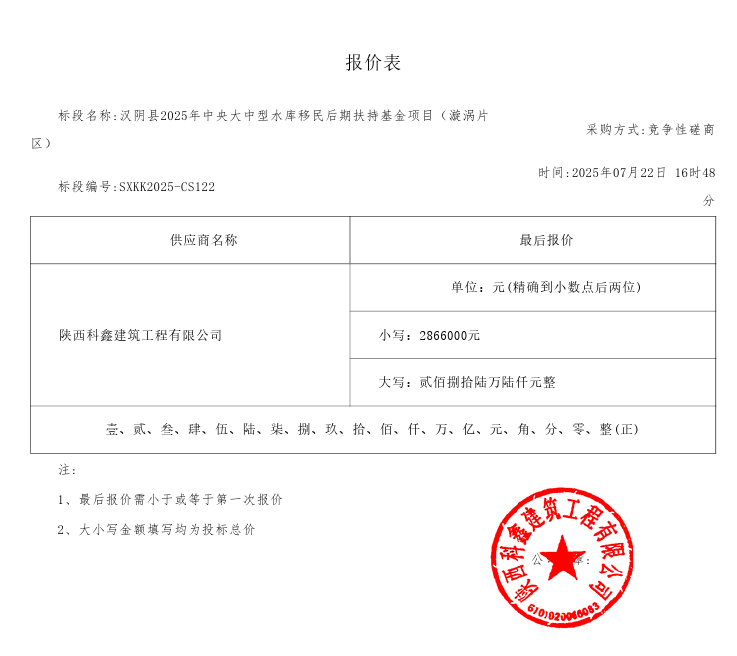 报价表
标段名称:汉阴县2025年中央大中型水库移民后期扶持基金项目（漩涡片
区）
采购方式:竞争性磋商
标段编号:SXKK2025-CS122
时间:2025年07月22日 16时48
分
供应商名称
最后报价
陕西科鑫建筑工程有限公司
单位: 元(精确到小数点后两位)
小写: 2866000元
大写: 贰佰捌拾陆万陆仟元整
壹、贰、叁、肆、伍、陆、柒、捌、玖、拾、佰、仟、万、亿、元、角、分、零、整(正)
注:
1、最后报价需小于或等于第一次报价
2、大小写金额填写均为投标总价
公 章:
陕西科鑫建筑工程有限公司